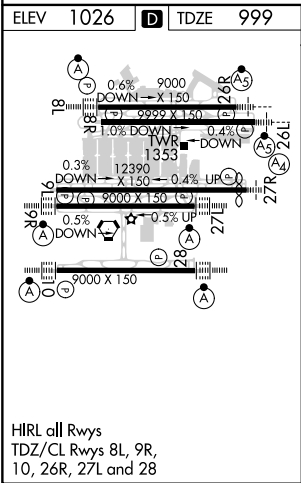 ELEV 1026 D TDZE 999
A
P
0.6% 9000
DOWN X 150
P
26R
A5
8L
8R
P
9999 X 150
P
26L
1.0% DOWN
0.4%
DOWN
TWR
1353
A5
A4
0.3%
DOWN
12390
X 150
0.4% UP
P
9L
27R
P
P
9000 X 150
P
9R
27L
A
0.5%
DOWN
0.5% UP
A
P
28
10
P
9000 X 150
A
A
HIRL all Rwys
TDZ/CL Rwys 8L, 9R,
10, 26R, 27L and 28